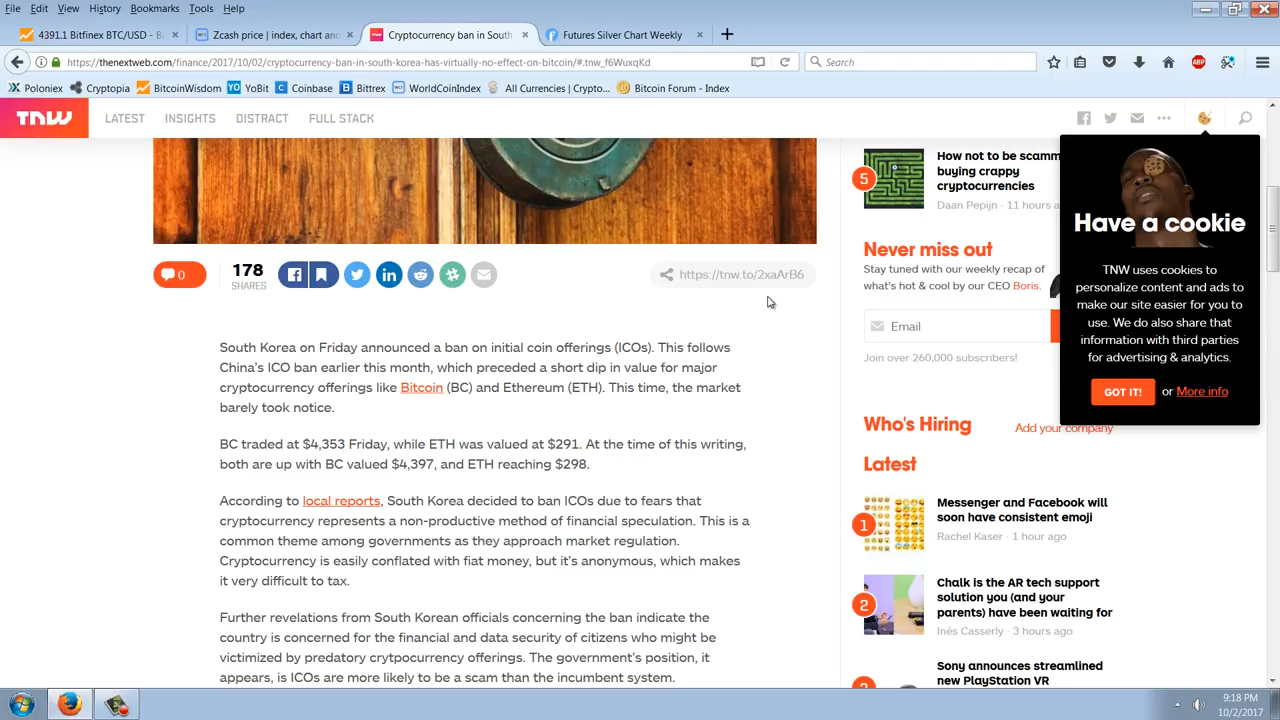 File Edit View History Bookmarks Tools Help
4391.1 Bitfinex BTC/USD - B
Zcash price | index, chart and
Cryptocurrency ban in South
Futures Silver Chart Weekly
https://thenextweb.com/finance/2017/10/02/cryptocurrency-ban-in-south-korea-has-virtually-no-effect-on-bitcoin/#.tnw_f6WuxqKd
Search
ABP
Poloniex Cryptopia BitcoinWisdom YoBit Coinbase Bittrex WorldCoinIndex All Currencies | Crypto... Bitcoin Forum - Index
TNW
LATEST INSIGHTS DISTRACT FULL STACK
0
178
SHARES
https://tnw.to/2xaArB6
South Korea on Friday announced a ban on initial coin offerings (ICOs). This follows
China's ICO ban earlier this month, which preceded a short dip in value for major
cryptocurrency offerings like Bitcoin (BC) and Ethereum (ETH). This time, the market
barely took notice.
BC traded at $4,353 Friday, while ETH was valued at $291. At the time of this writing,
both are up with BC valued $4,397, and ETH reaching $298.
According to local reports, South Korea decided to ban ICOs due to fears that
cryptocurrency represents a non-productive method of financial speculation. This is a
common theme among governments as they approach market regulation.
Cryptocurrency is easily conflated with fiat money, but it's anonymous, which makes
it very difficult to tax.
Further revelations from South Korean officials concerning the ban indicate the
country is concerned for the financial and data security of citizens who might be
victimized by predatory crytpocurrency offerings. The government's position, it
appears, is ICOs are more likely to be a scam than the incumbent system.
5
How not to be scamm
buying crappy
cryptocurrencies
Daan Pepijn · 11 hours a
Never miss out
Stay tuned with our weekly recap of
what's hot & cool by our CEO Boris.
Email
Join over 260,000 subscribers!
Who's Hiring
Add your company
Latest
1
Messenger and Facebook will
soon have consistent emoji
Rachel Kaser · 1 hour ago
2
Chalk is the AR tech support
solution you (and your
parents) have been waiting for
Inés Casserly · 3 hours ago
Sony announces streamlined
new PlayStation VR
Have a cookie
TNW uses cookies to
personalize content and ads to
make our site easier for you to
use. We do also share that
information with third parties
for advertising & analytics.
GOT IT! or More info
9:18 PM
10/2/2017